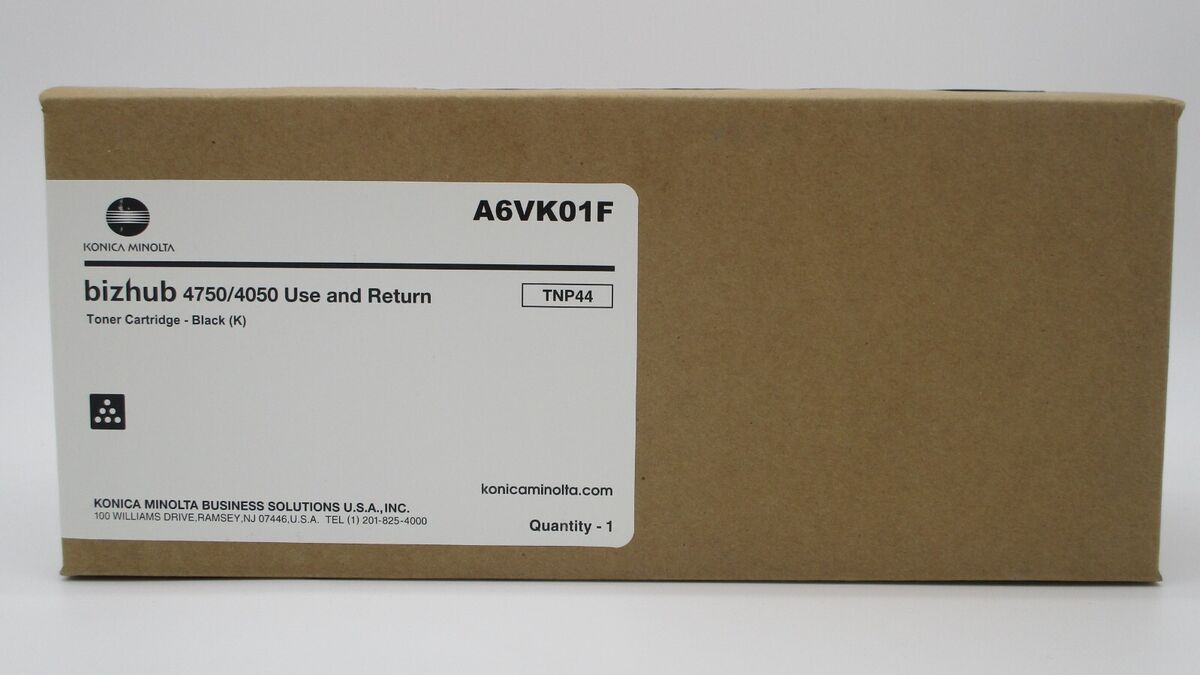 A6VK01F
KONICA MINOLTA
bizhub 4750/4050 Use and Return
TNP44
Toner Cartridge - Black (K)
konicaminolta.com
KONICA MINOLTA BUSINESS SOLUTIONS U.S.A.,INC.
100 WILLIAMS DRIVE,RAMSEY,NJ 07446,U.S.A. TEL (1) 201-825-4000
Quantity - 1